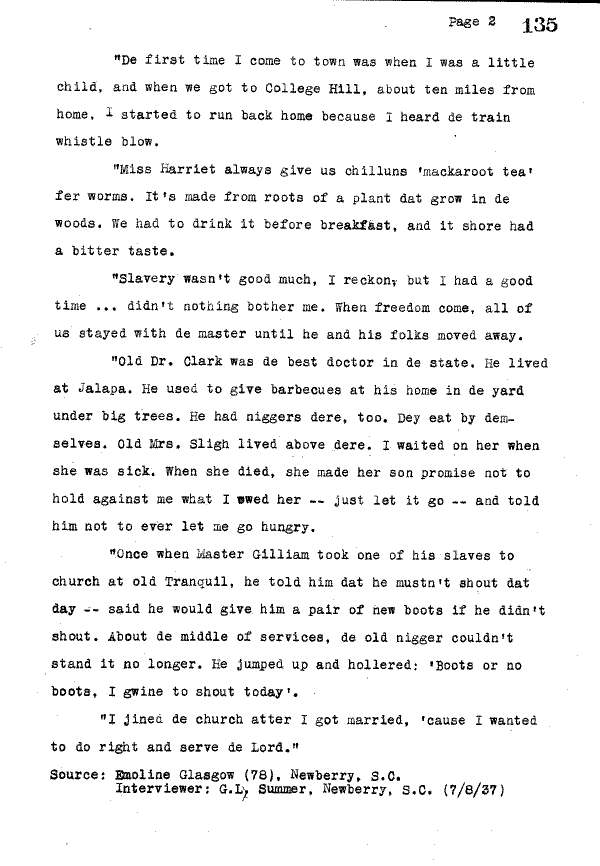 Page 2 135
"De first time I come to town was when I was a little
child, and when we got to College Hill, about ten miles from
home, I started to run back home because I heard de train
whistle blow.
"Miss Harriet always give us chilluns 'mackaroot tea'
fer worms. It's made from roots of a plant dat grow in de
woods. We had to drink it before breakfast, and it shore had
a bitter taste.
"Slavery wasn't good much, I reckon, but I had a good
time ... didn't nothing bother me. When freedom come, all of
us stayed with de master until he and his folks moved away.
"Old Dr. Clark was de best doctor in de state. He lived
at Jalapa. He used to give barbecues at his home in de yard
under big trees. He had niggers dere, too. Dey eat by dem-
selves. Old Mrs. Sligh lived above dere. I waited on her when
she was sick. When she died, she made her son promise not to
hold against me what I owed her -- just let it go -- and told
him not to ever let me go hungry.
"Once when Master Gilliam took one of his slaves to
church at old Tranquil, he told him dat he mustn't shout dat
day -- said he would give him a pair of new boots if he didn't
shout. About de middle of services, de old nigger couldn't
stand it no longer. He jumped up and hollered: 'Boots or no
boots, I gwine to shout today'.
"I jined de church atter I got married, 'cause I wanted
to do right and serve de Lord."
Source: Emoline Glasgow (78), Newberry, S.C.
Interviewer: G.L. Summer, Newberry, S.C. (7/8/37)